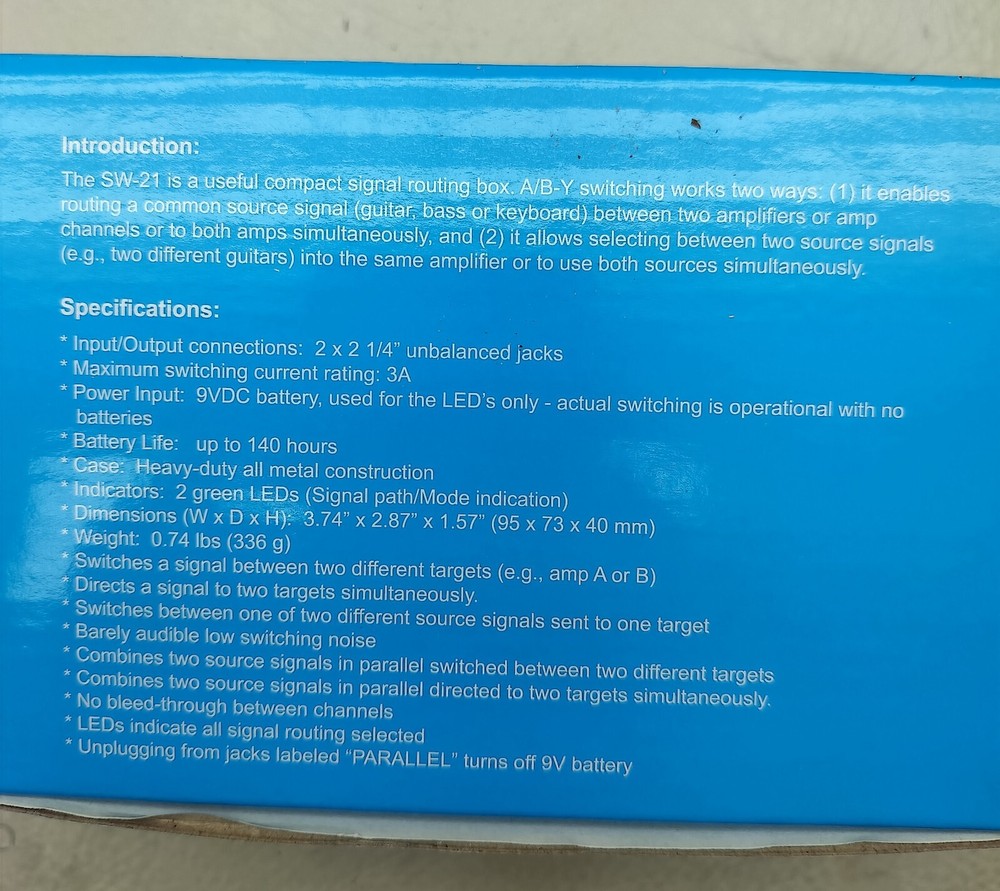 Introduction:
The SW-21 is a useful compact signal routing box. A/B-Y switching works two ways: (1) it enables
routing a common source signal (guitar, bass or keyboard) between two amplifiers or amp
channels or to both amps simultaneously, and (2) it allows selecting between two source signals
(e.g., two different guitars) into the same amplifier or to use both sources simultaneously.
Specifications:
* Input/Output connections:  2 x 2 1/4” unbalanced jacks
* Maximum switching current rating: 3A
* Power Input:  9VDC battery, used for the LED’s only - actual switching is operational with no
batteries
* Battery Life:   up to 140 hours
* Case:  Heavy-duty all metal construction
* Indicators:  2 green LEDs (Signal path/Mode indication)
* Dimensions (W x D x H):  3.74” x 2.87” x 1.57” (95 x 73 x 40 mm)
* Weight:  0.74 lbs (336 g)
* Switches a signal between two different targets (e.g., amp A or B)
* Directs a signal to two targets simultaneously.
* Switches between one of two different source signals sent to one target
* Barely audible low switching noise
* Combines two source signals in parallel switched between two different targets
* Combines two source signals in parallel directed to two targets simultaneously.
* No bleed-through between channels
* LEDs indicate all signal routing selected
* Unplugging from jacks labeled “PARALLEL” turns off 9V battery